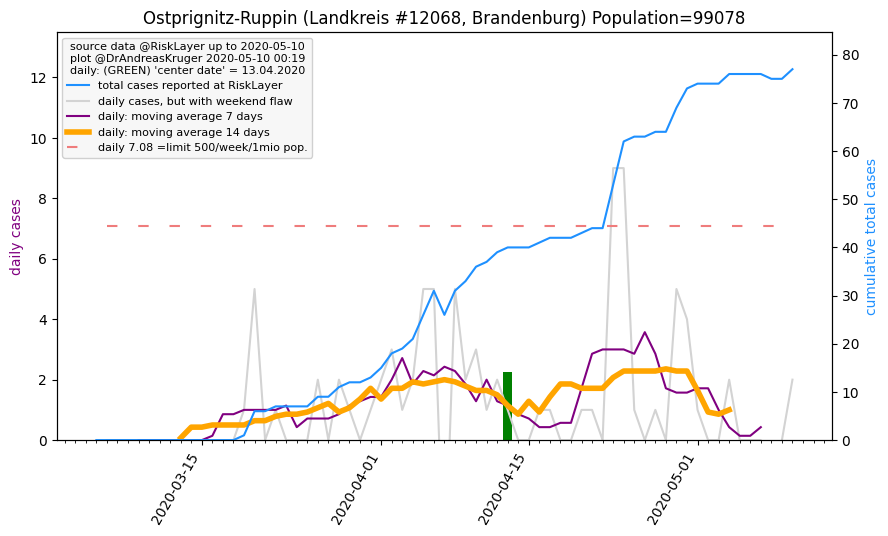 Ostprignitz-Ruppin (Landkreis #12068, Brandenburg) Population=99078
source data @RiskLayer up to 2020-05-10
plot @DrAndreasKruger 2020-05-10 00:19
daily: (GREEN) 'center date' = 13.04.2020
total cases reported at RiskLayer
daily cases, but with weekend flaw
daily: moving average 7 days
daily: moving average 14 days
daily 7.08 =limit 500/week/1mio pop.
daily cases
12
10
8
6
4
2
0
cumulative total cases
80
70
60
50
40
30
20
10
0
2020-03-15
2020-04-01
2020-04-15
2020-05-01